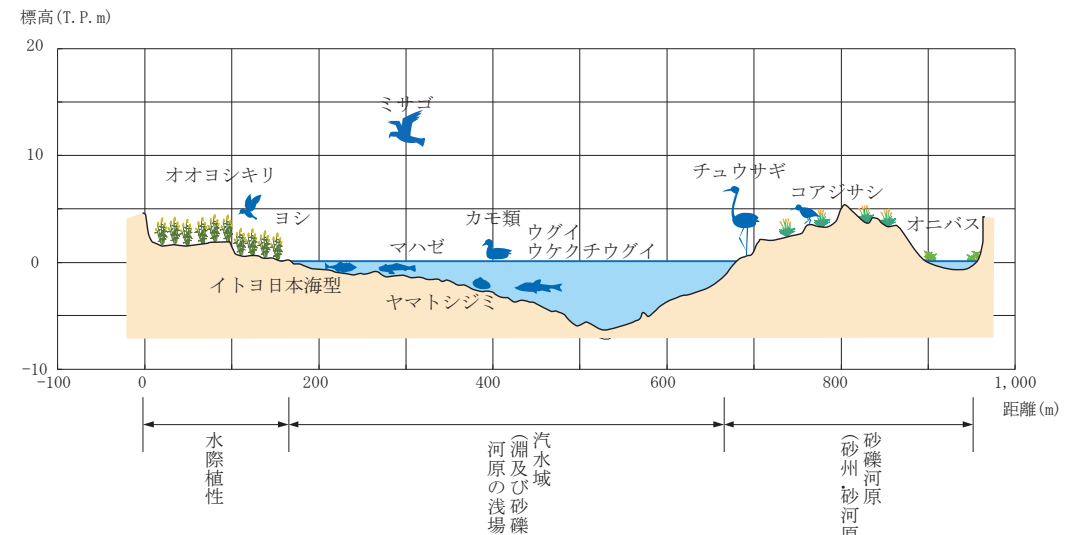 標高(T.P.m)
20
10
0
-10
ミサゴ
オオヨシキリ
ヨシ
カモ類
ウグイ
ウケクチウグイ
マハゼ
イトヨ日本海型
ヤマトシジミ
チュウサギ
コアジサシ
オニバス
-100
0
200
400
600
800
1,000
距離(m)
水際植性
汽水域
(淵及び砂礫
河原の浅場
砂礫河原
(砂州・砂河原